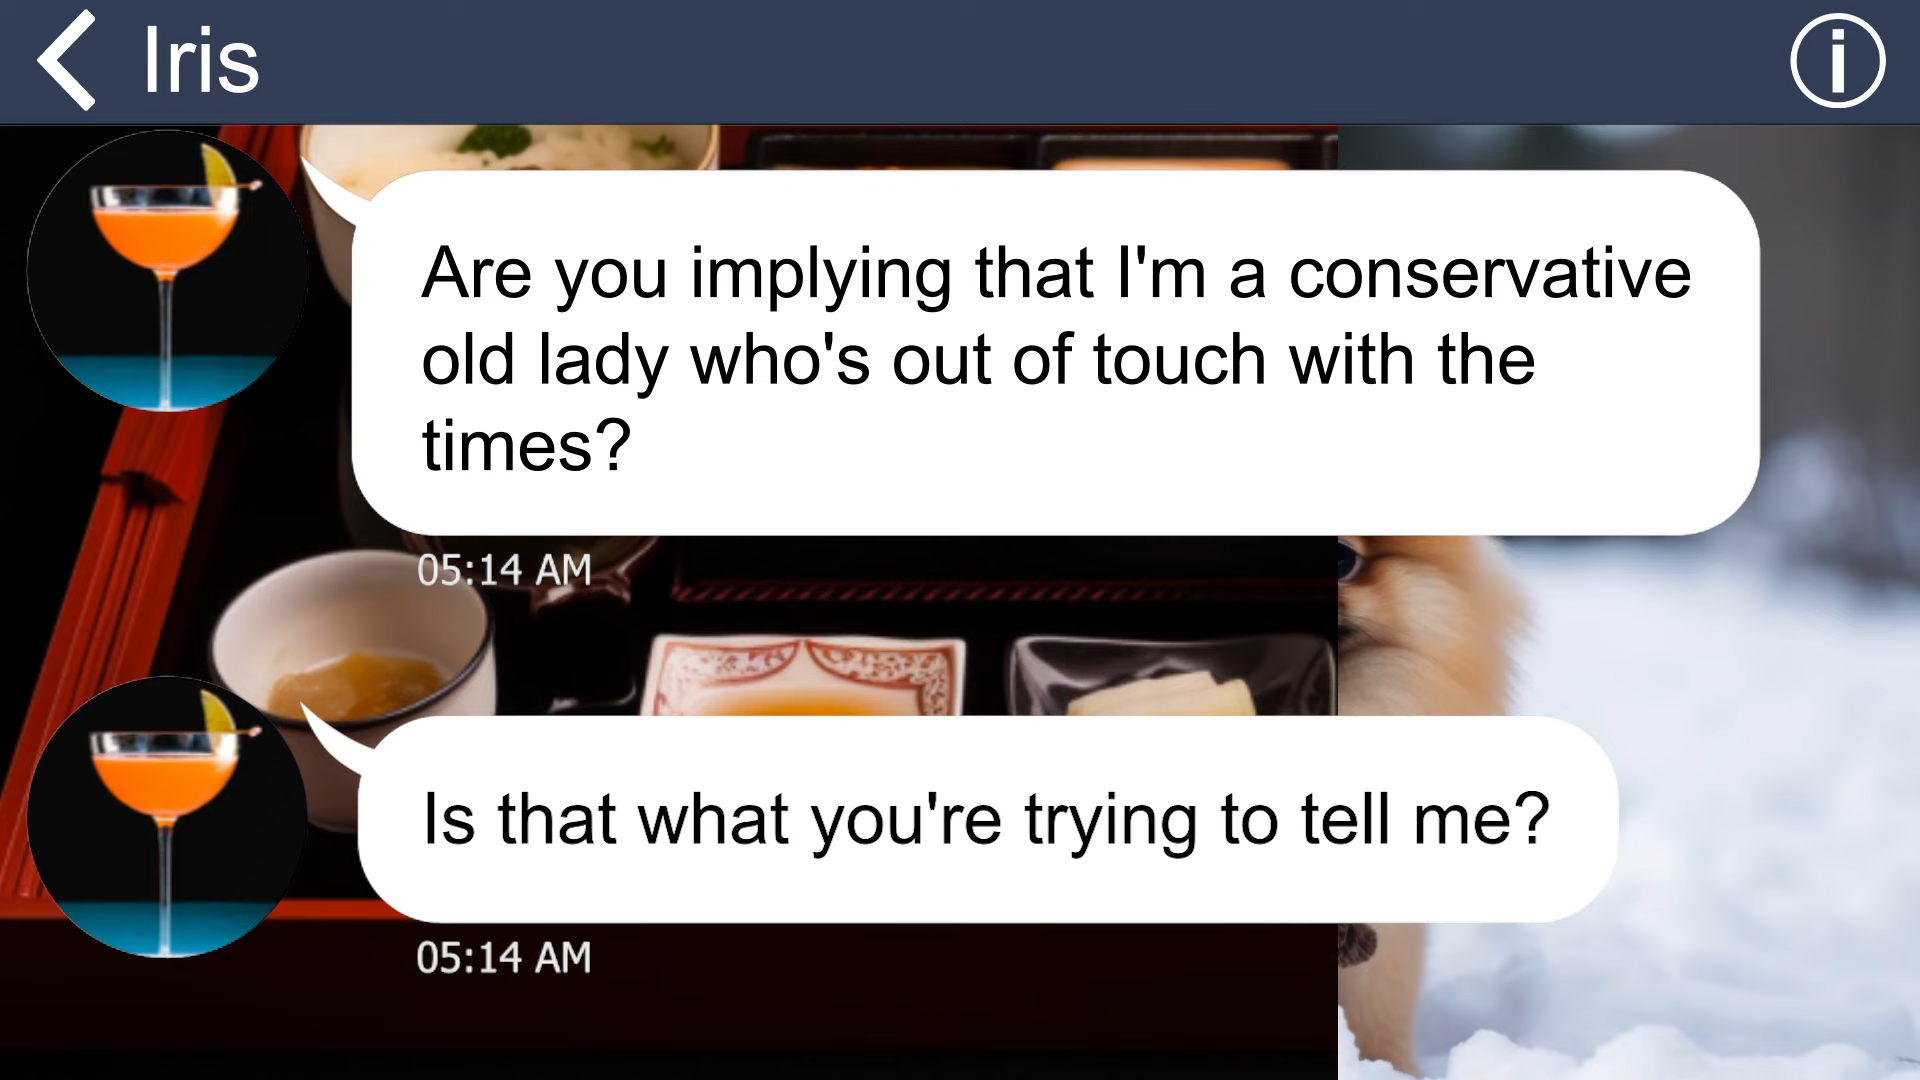 Iris
Are you implying that I'm a conservative
old lady who's out of touch with the
times?
05:14 AM
Is that what you're trying to tell me?
05:14 AM